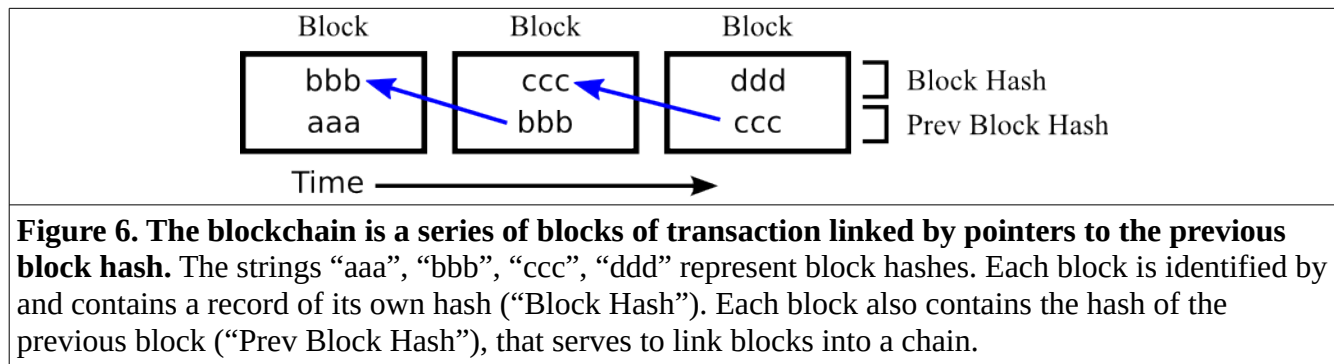 Block Block Block
bbb ccc ddd Block Hash
aaa bbb ccc Prev Block Hash
Time
Figure 6. The blockchain is a series of blocks of transaction linked by pointers to the previous
block hash. The strings “aaa”, “bbb”, “ccc”, “ddd” represent block hashes. Each block is identified by
and contains a record of its own hash (“Block Hash”). Each block also contains the hash of the
previous block (“Prev Block Hash”), that serves to link blocks into a chain.